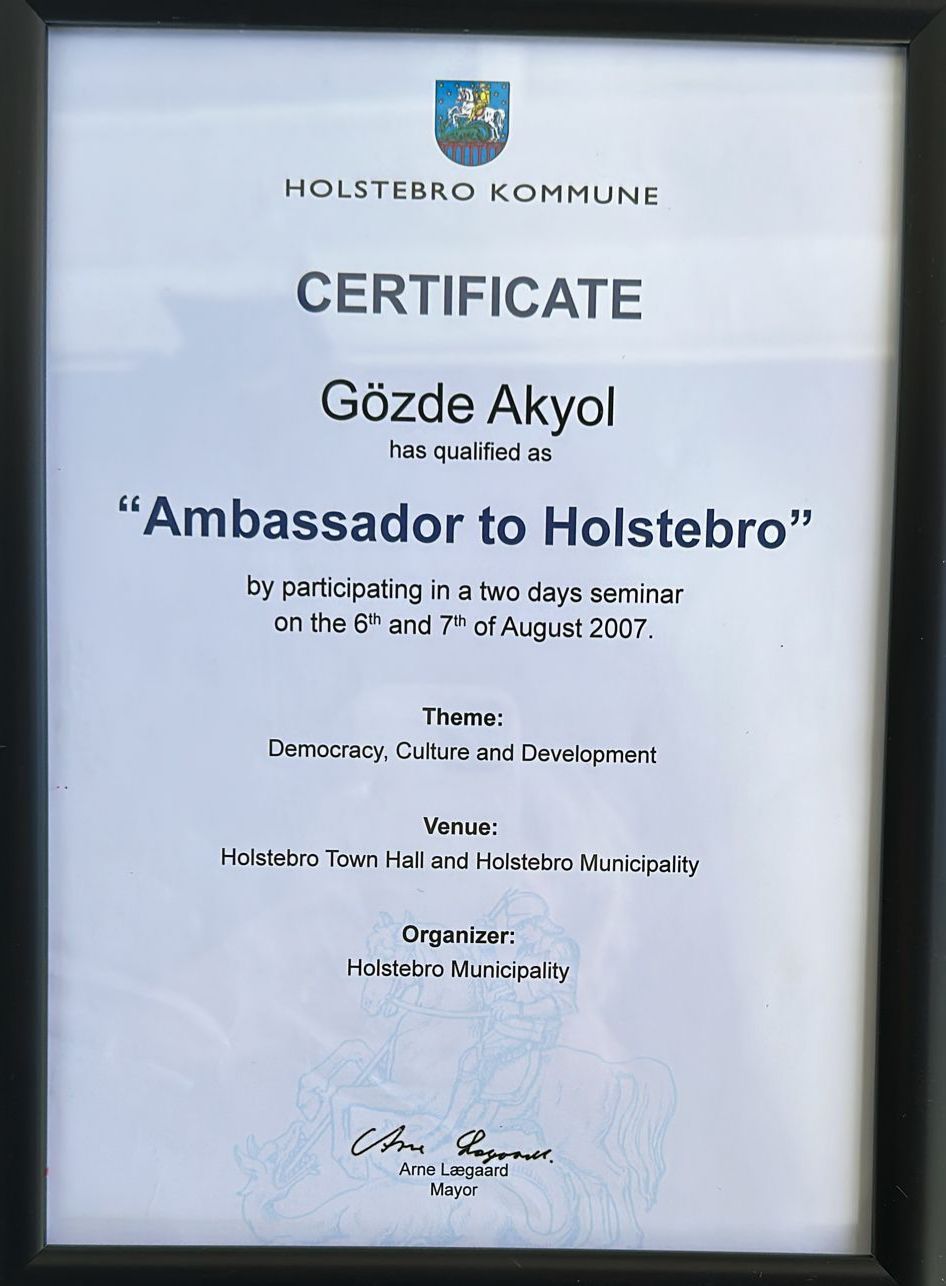 HOLSTEBRO KOMMUNE
CERTIFICATE
Gözde Akyol
has qualified as
“Ambassador to Holstebro”
by participating in a two days seminar
on the 6th and 7th of August 2007.
Theme:
Democracy, Culture and Development
Venue:
Holstebro Town Hall and Holstebro Municipality
Organizer:
Holstebro Municipality
Arne Lægaard
Arne Lægaard
Mayor